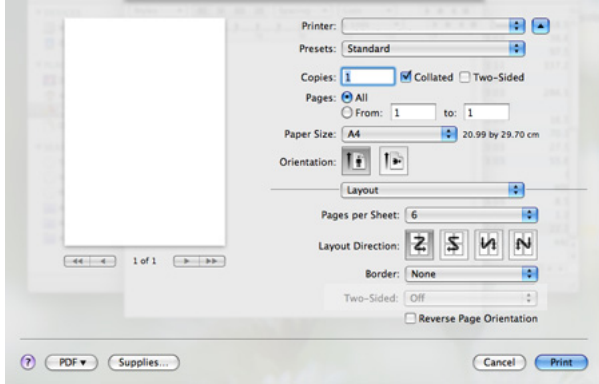 Printer:
Presets: Standard
Copies: 1 Collated Two-Sided
Pages: All
From: 1 to: 1
Paper Size: A4 20.99 by 29.70 cm
Orientation:
Layout
Pages per Sheet: 6
Layout Direction:
Border: None
Two-Sided: Off
Reverse Page Orientation
1 of 1
? PDF▾ Supplies... Cancel Print